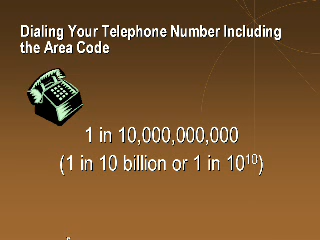 Dialing Your Telephone Number Including
the Area Code
1 in 10,000,000,000
(1 in 10 billion or 1 in 10¹⁰)